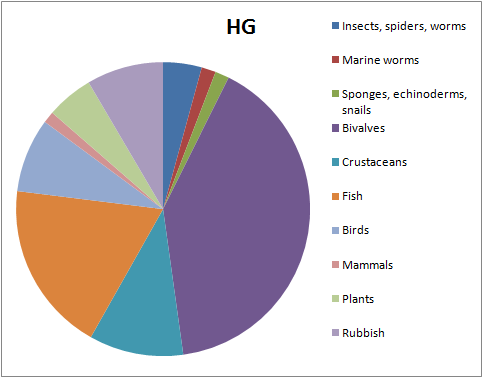 HG
Insects, spiders, worms
Marine worms
Sponges, echinoderms,
snails
Bivalves
Crustaceans
Fish
Birds
Mammals
Plants
Rubbish